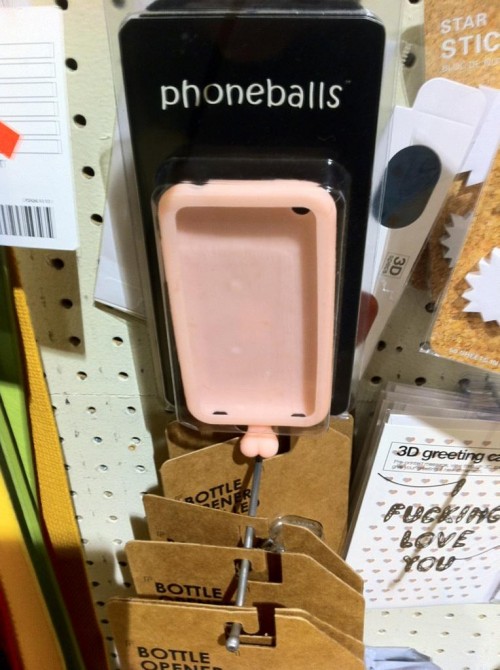 phoneballs
STAR
STIC
3D
BOTTLE
OPENER
3D greeting ca
FUCKING
LOVE
YOU
BOTTLE
BOTTLE
OPENER